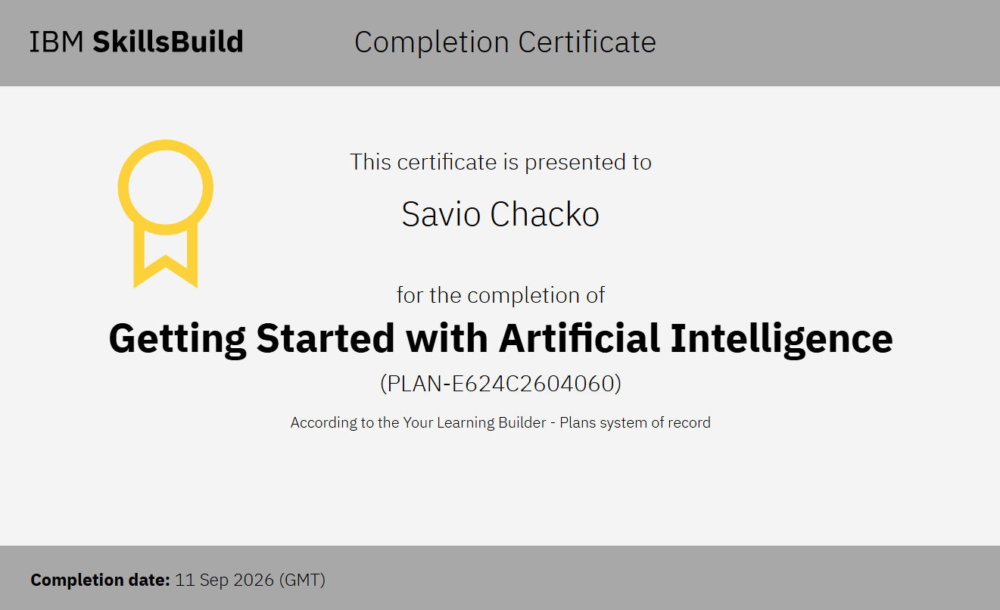 IBM SkillsBuild
Completion Certificate
This certificate is presented to
Savio Chacko
for the completion of
Getting Started with Artificial Intelligence
(PLAN-E624C2604060)
According to the Your Learning Builder - Plans system of record
Completion date: 11 Sep 2026 (GMT)